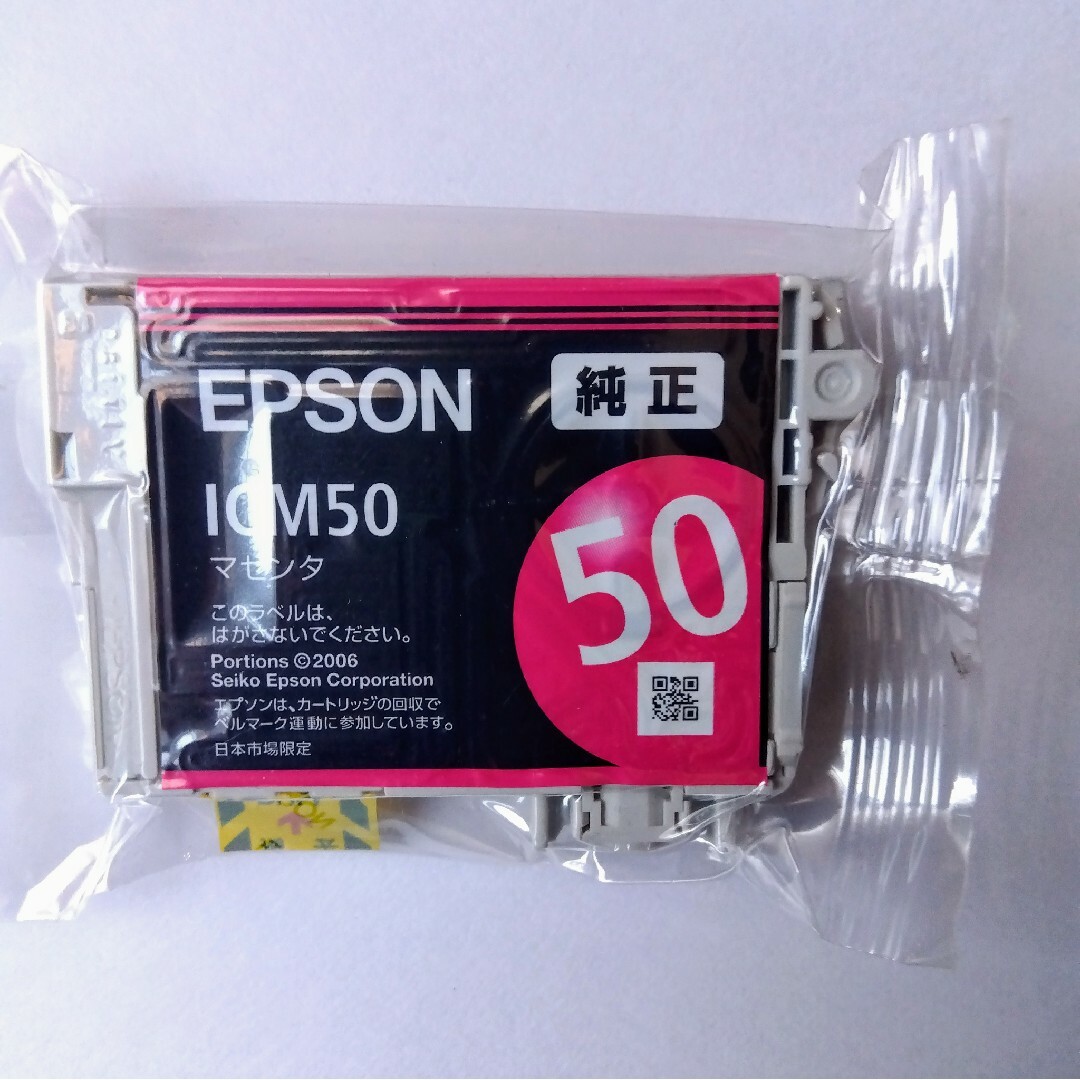 EPSON
純正
ICM50
マゼンタ
50
このラベルは、
はがさないでください。
Portions ©2006
Seiko Epson Corporation
エプソンは、カートリッジの回収で
ベルマーク運動に参加しています。
日本市場限定